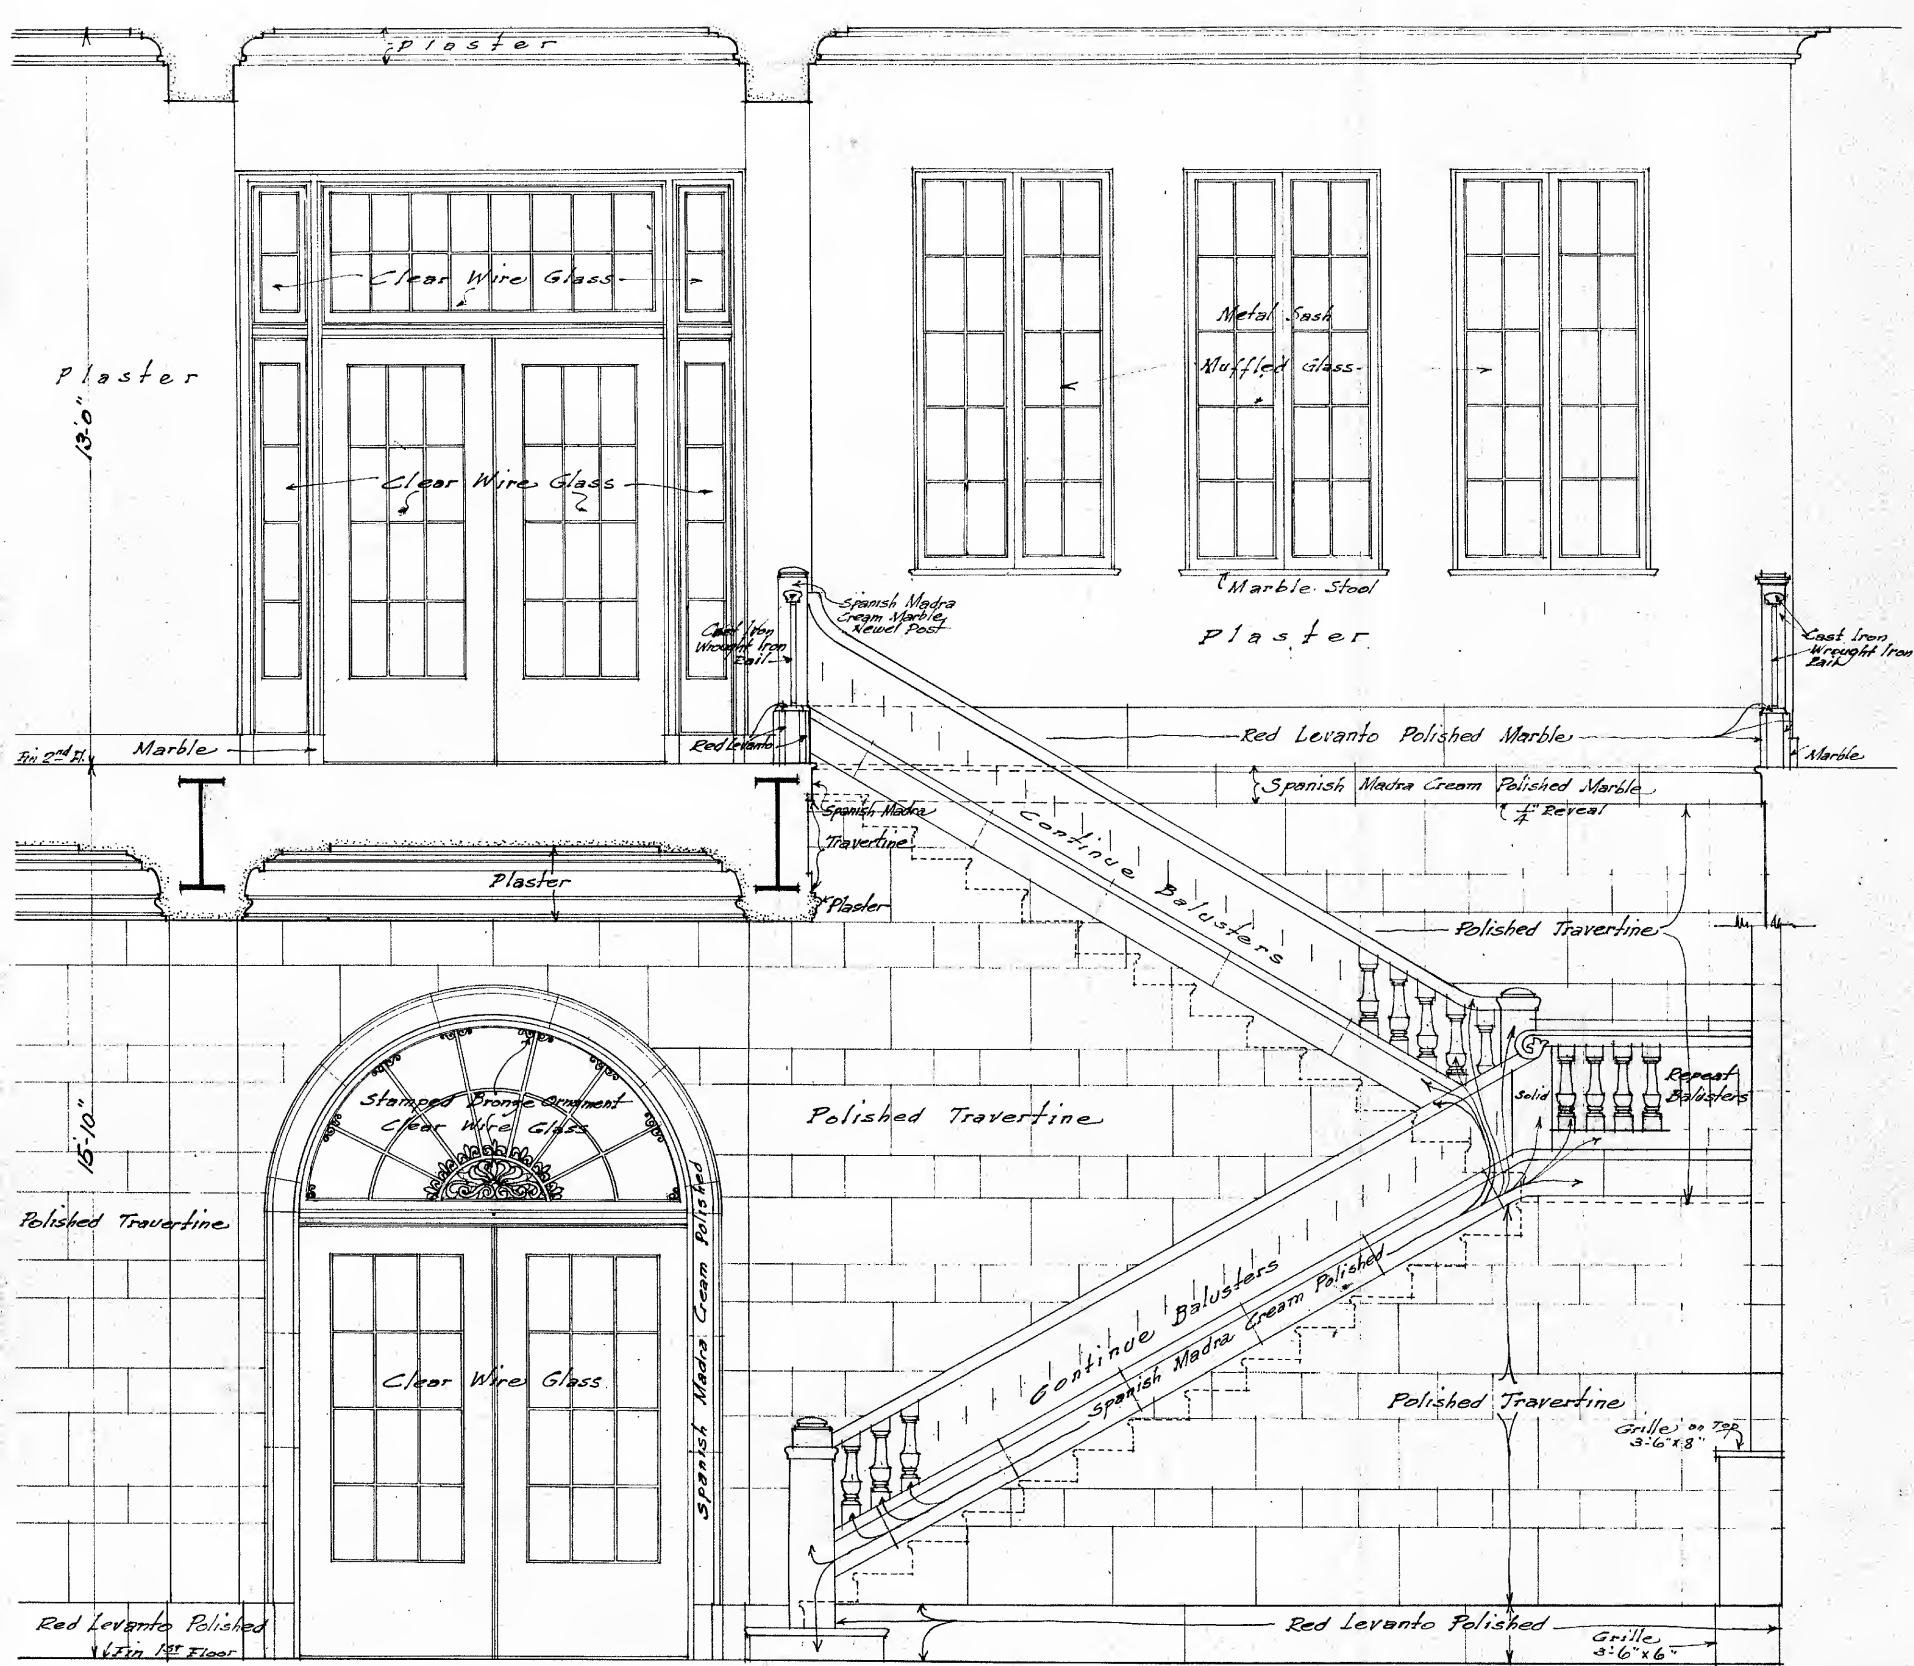 Plaster
Clear Wire Glass
Metal Sash
Muffled Glass
Plaster
13'-0"
Clear Wire Glass
Marble Stool
Spanish Madra
Cream Marble
Newel Post
Cast Iron
Wrought Iron
Rail
Plaster
Cast Iron
Wrought Iron
Rail
Fin 2nd Fl.
Marble
Red Levanto
Red Levanto Polished Marble
Marble
Spanish Madra Cream Polished Marble
1/4" Reveal
Spanish Madra
Travertine
Continue Balusters
Plaster
Plaster
Polished Travertine
Repeat
Balusters
Solid
Stamped Bronze Ornament
Clear Wire Glass
Polished Travertine
15'-10"
Polished Travertine
Spanish Madra Cream Polished
Continue Balusters
Spanish Madra Cream Polished
Clear Wire Glass
Polished Travertine
Grille on Top
3'-6" x 8"
Red Levanto Polished
Fin 1st Floor
Red Levanto Polished
Grille
3'-6" x 6"